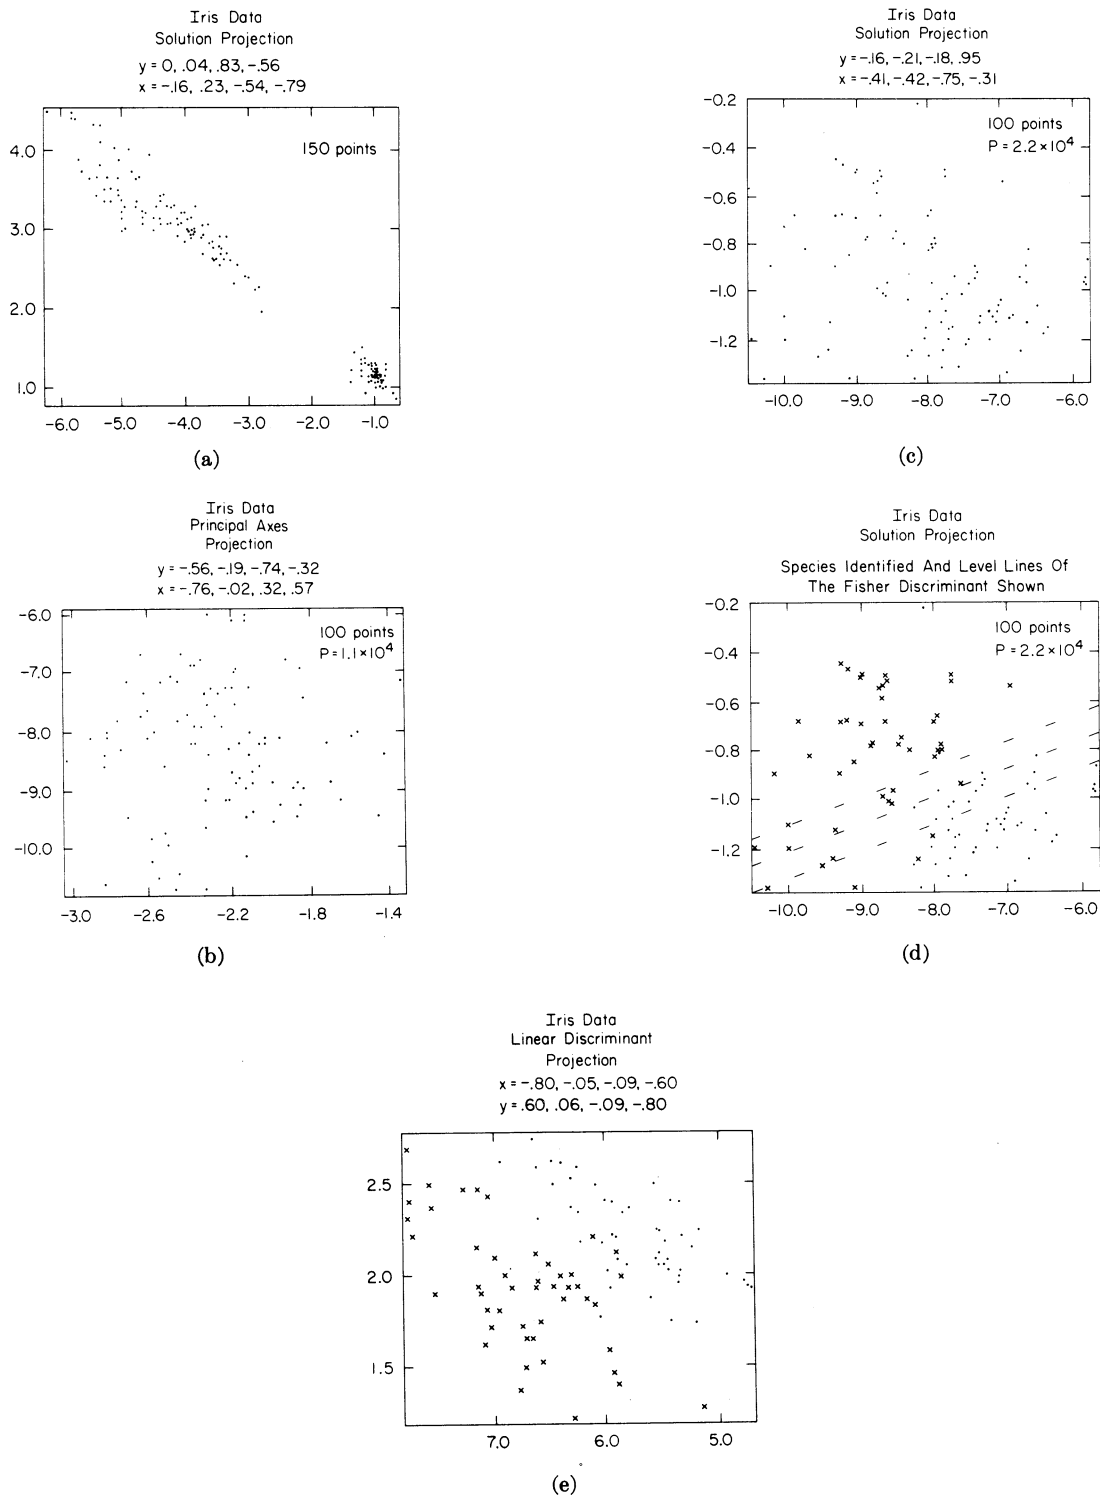 Iris Data
Solution Projection
y = 0, .04, .83, -.56
x = -.16, .23, -.54, -.79
150 points
4.0
3.0
2.0
1.0
-6.0 -5.0 -4.0 -3.0 -2.0 -1.0
(a)
Iris Data
Solution Projection
y = -.16, -.21, -.18, .95
x = -.41, -.42, -.75, -.31
-0.2
100 points
P = 2.2 × 10⁴
-0.4
-0.6
-0.8
-1.0
-1.2
-10.0 -9.0 -8.0 -7.0 -6.0
(c)
Iris Data
Principal Axes
Projection
y = -.56, -.19, -.74, -.32
x = -.76, -.02, .32, .57
-6.0
100 points
P = 1.1 × 10⁴
-7.0
-8.0
-9.0
-10.0
-3.0 -2.6 -2.2 -1.8 -1.4
(b)
Iris Data
Solution Projection
Species Identified And Level Lines Of
The Fisher Discriminant Shown
-0.2
100 points
P = 2.2 × 10⁴
-0.4
-0.6
-0.8
-1.0
-1.2
-10.0 -9.0 -8.0 -7.0 -6.0
(d)
Iris Data
Linear Discriminant
Projection
x = -.80, -.05, -.09, -.60
y = .60, .06, -.09, -.80
2.5
2.0
1.5
7.0 6.0 5.0
(e)